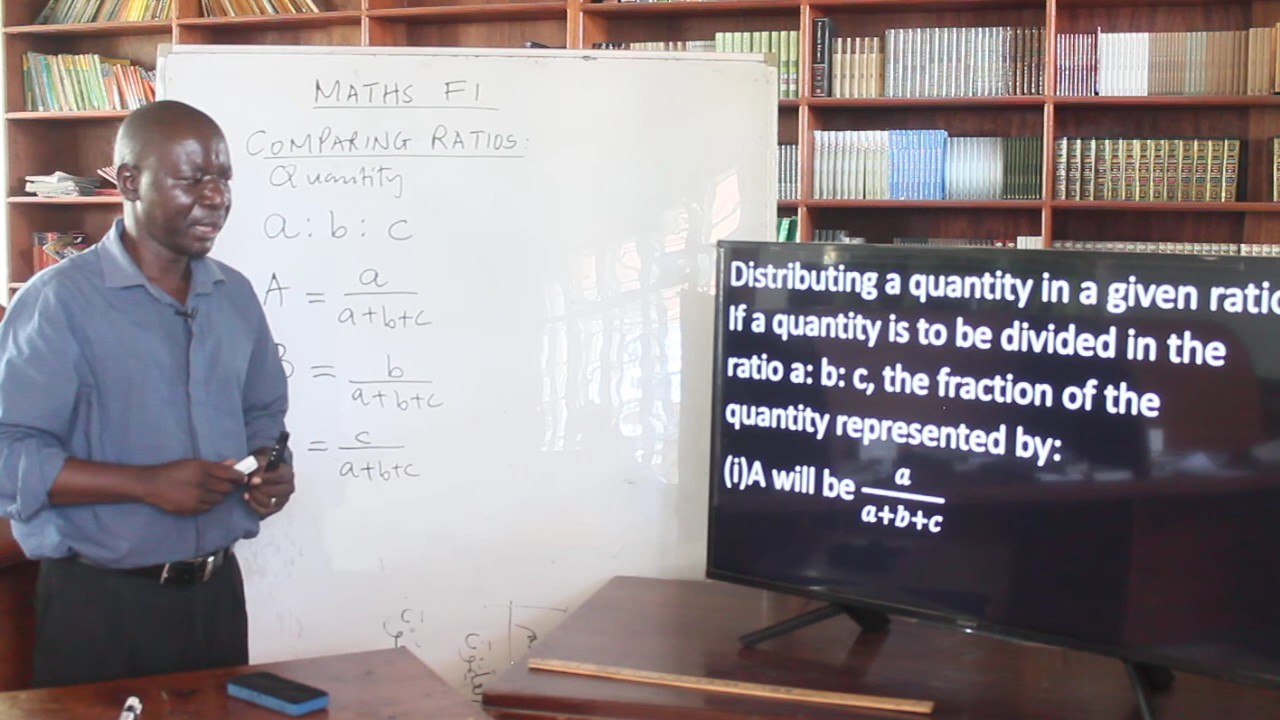 MATHS F1
COMPARING RATIOS:
Quantity
a : b : c
A = a/(a+b+c)
B = b/(a+b+c)
= c/(a+b+c)
Distributing a quantity in a given ratio
If a quantity is to be divided in the
ratio a: b: c, the fraction of the
quantity represented by:
(i)A will be a/(a+b+c)